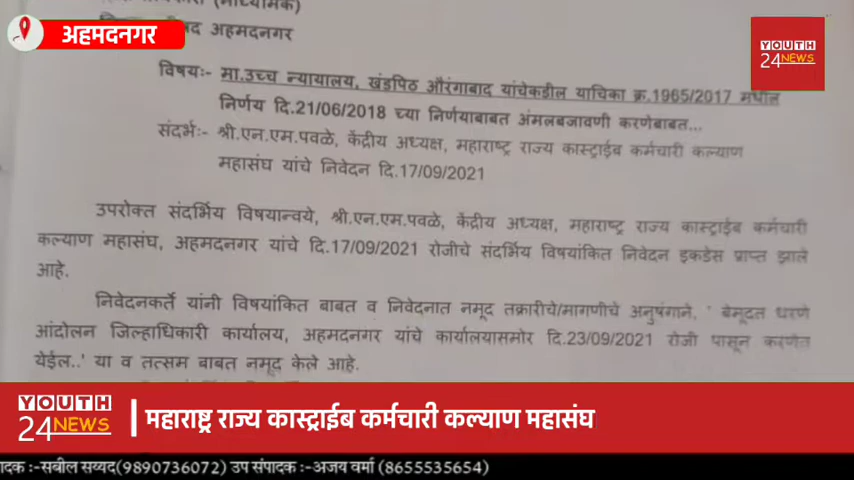 (माध्यमिक)
अहमदनगर
अहमदनगर
YOUTH
24NEWS
विषयः- मा.उच्च न्यायालय, खंडपिठ औरंगाबाद यांचेकडील याचिका क्र.1965/2017 मधील
निर्णय दि.21/06/2018 च्या निर्णयाबाबत अंमलबजावणी करणेबाबत...
संदर्भः- श्री.एन.एम.पवळे, केंद्रीय अध्यक्ष, महाराष्ट्र राज्य कास्ट्राईब कर्मचारी कल्याण
महासंघ यांचे निवेदन दि.17/09/2021
उपरोक्त संदर्भिय विषयान्वये, श्री.एन.एम.पवळे, केंद्रीय अध्यक्ष, महाराष्ट्र राज्य कास्ट्राईब कर्मचारी
कल्याण महासंघ, अहमदनगर यांचे दि.17/09/2021 रोजीचे संदर्भिय विषयांकित निवेदन इकडेस प्राप्त झाले
आहे.
निवेदनकर्ते यांनी विषयांकित बाबत व निवेदनात नमूद तक्रारीचे/मागणीचे अनुषंगाने, ' बेमूदत धरणे
आंदोलन जिल्हाधिकारी कार्यालय, अहमदनगर यांचे कार्यालयासमोर दि.23/09/2021 रोजी पासून करणेत
येईल..' या व तत्सम बाबत नमूद केले आहे.
YOUTH
24NEWS
महाराष्ट्र राज्य कास्ट्राईब कर्मचारी कल्याण महासंघ
पादक :-सबील सय्यद(9890736072) उप संपादक :-अजय वर्मा (8655535654)